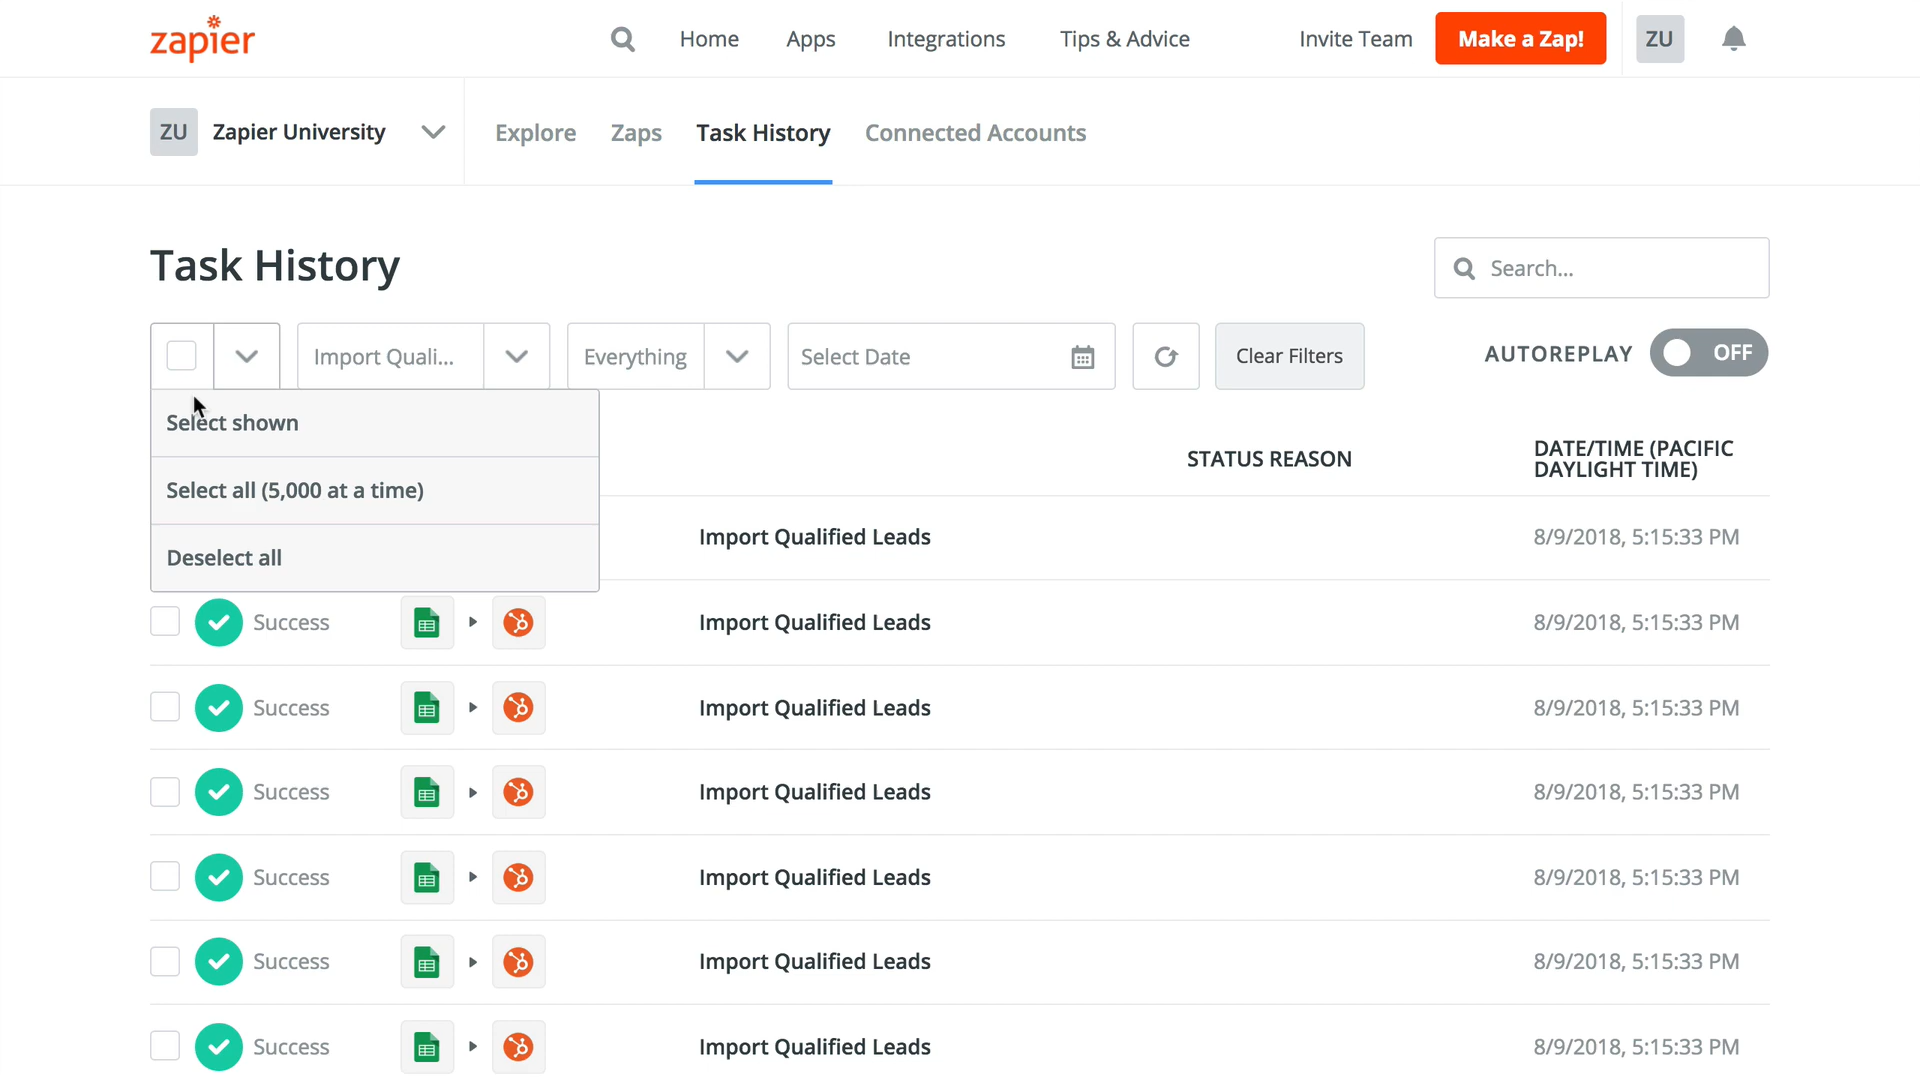 zapier
Home
Apps
Integrations
Tips & Advice
Invite Team
Make a Zap!
ZU
ZU
Zapier University
Explore
Zaps
Task History
Connected Accounts
Task History
Search...
Import Quali...
Everything
Select Date
Clear Filters
AUTOREPLAY
OFF
Select shown
Select all (5,000 at a time)
Deselect all
STATUS REASON
DATE/TIME (PACIFIC
DAYLIGHT TIME)
Import Qualified Leads
8/9/2018, 5:15:33 PM
Success
Import Qualified Leads
8/9/2018, 5:15:33 PM
Success
Import Qualified Leads
8/9/2018, 5:15:33 PM
Success
Import Qualified Leads
8/9/2018, 5:15:33 PM
Success
Import Qualified Leads
8/9/2018, 5:15:33 PM
Success
Import Qualified Leads
8/9/2018, 5:15:33 PM
Success
Import Qualified Leads
8/9/2018, 5:15:33 PM